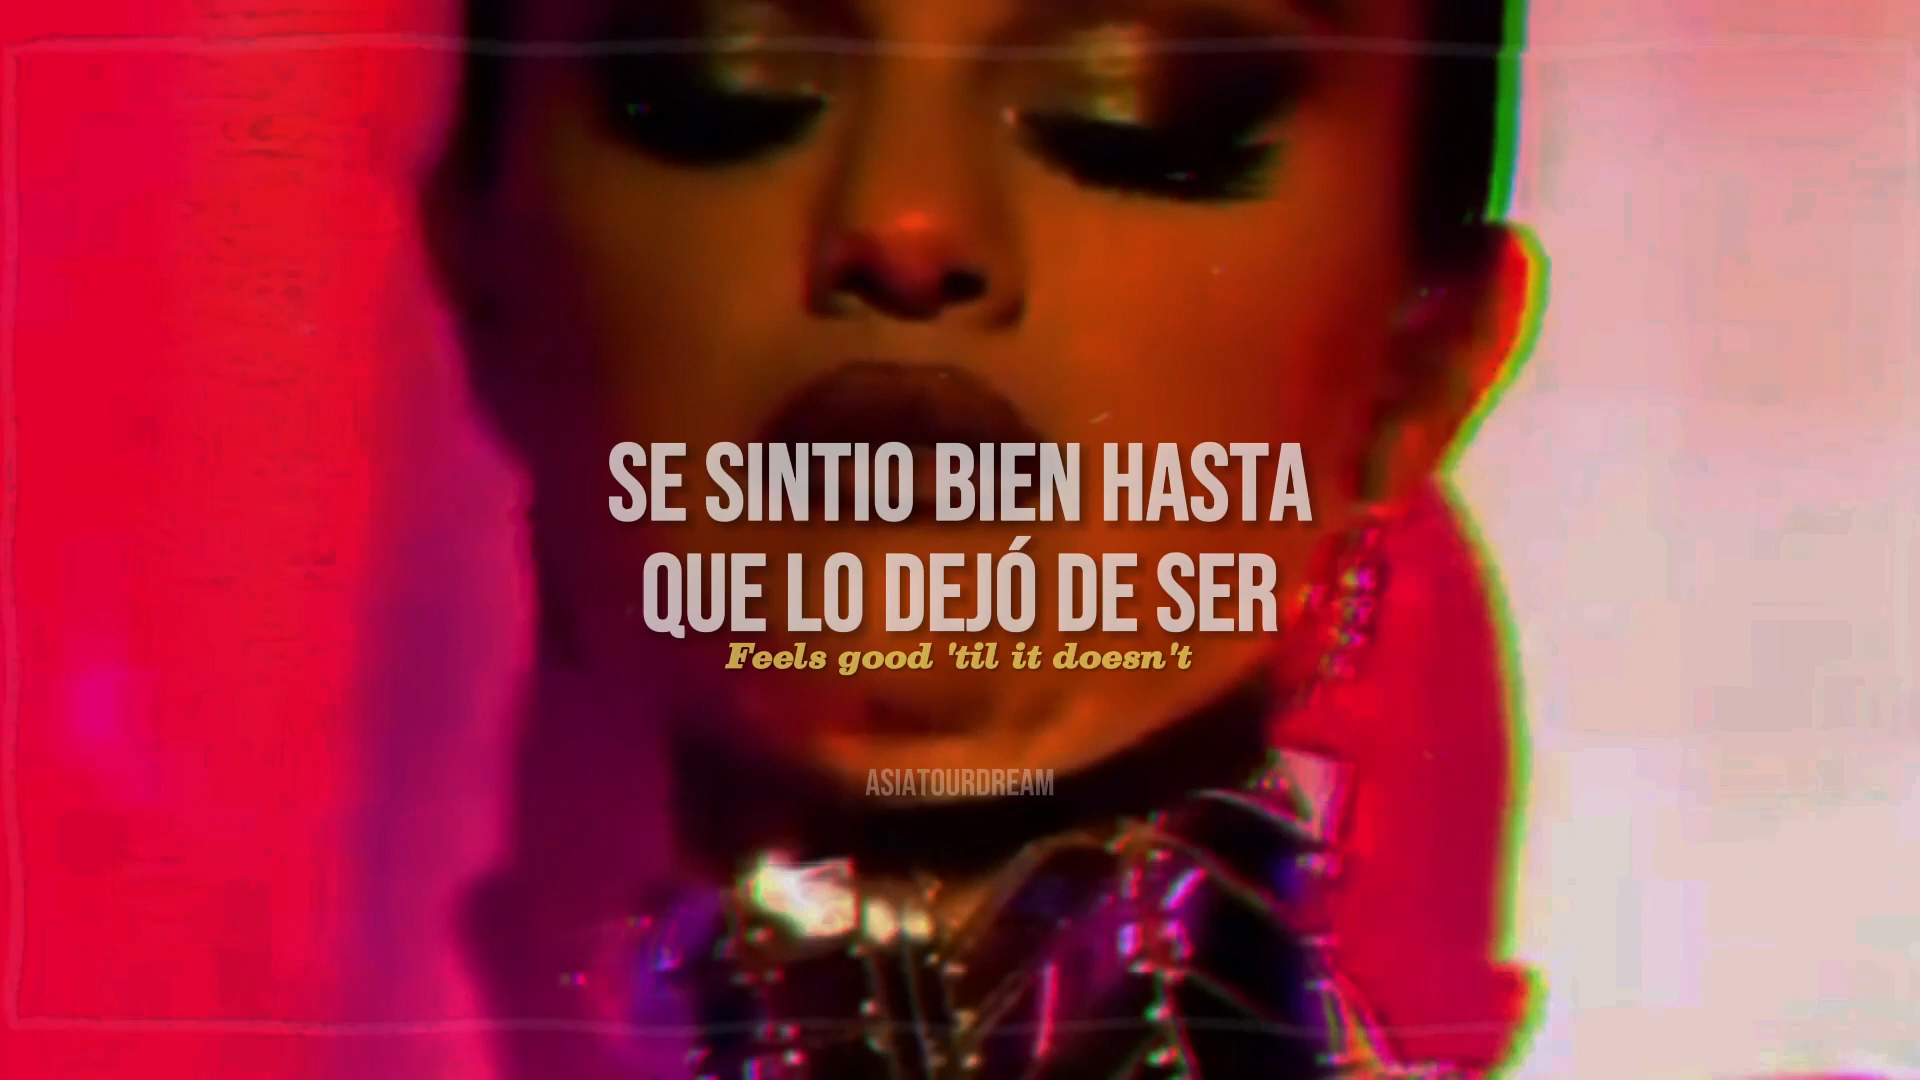 SE SINTIO BIEN HASTA
QUE LO DEJÓ DE SER
Feels good 'til it doesn't
ASIATOURDREAM